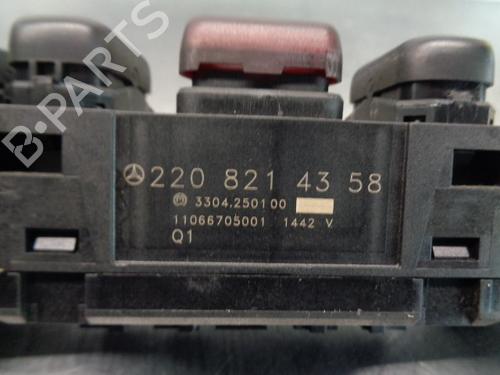 220 821 43 58
3304.250100
11066705001 1442 V
Q1
B-PARTS